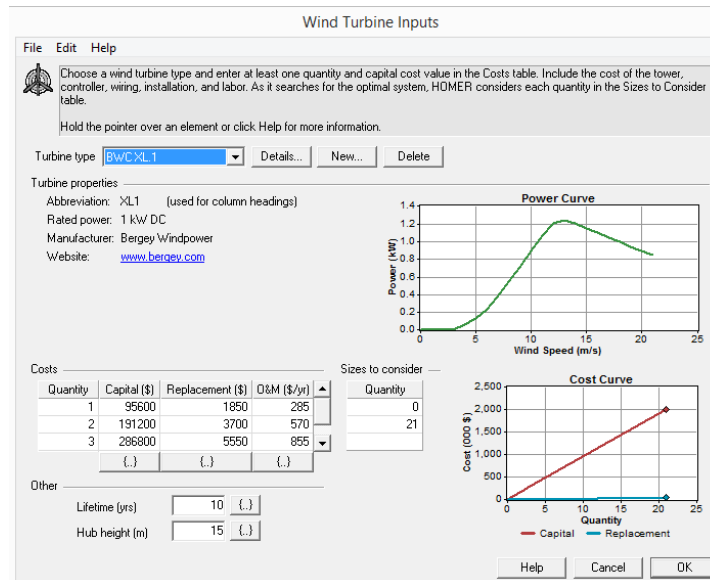 Wind Turbine Inputs
File Edit Help
Choose a wind turbine type and enter at least one quantity and capital cost value in the Costs table. Include the cost of the tower,
controller, wiring, installation, and labor. As it searches for the optimal system, HOMER considers each quantity in the Sizes to Consider
table.
Hold the pointer over an element or click Help for more information.
Turbine type BWC XL.1 Details... New... Delete
Turbine properties
Abbreviation: XL1 (used for column headings)
Rated power: 1 kW DC
Manufacturer: Bergey Windpower
Website: www.bergey.com
Power Curve
Power (kW)
1.4
1.2
1.0
0.8
0.6
0.4
0.2
0.0
0 5 10 15 20 25
Wind Speed (m/s)
Costs
Quantity Capital ($) Replacement ($) O&M ($/yr)
1 95600 1850 285
2 191200 3700 570
3 286800 5550 855
{..} {..} {..}
Sizes to consider
Quantity
0
21
Cost Curve
Cost (000 $)
2,500
2,000
1,500
1,000
500
0
0 5 10 15 20 25
Quantity
Capital Replacement
Other
Lifetime (yrs) 10 {..}
Hub height (m) 15 {..}
Help Cancel OK